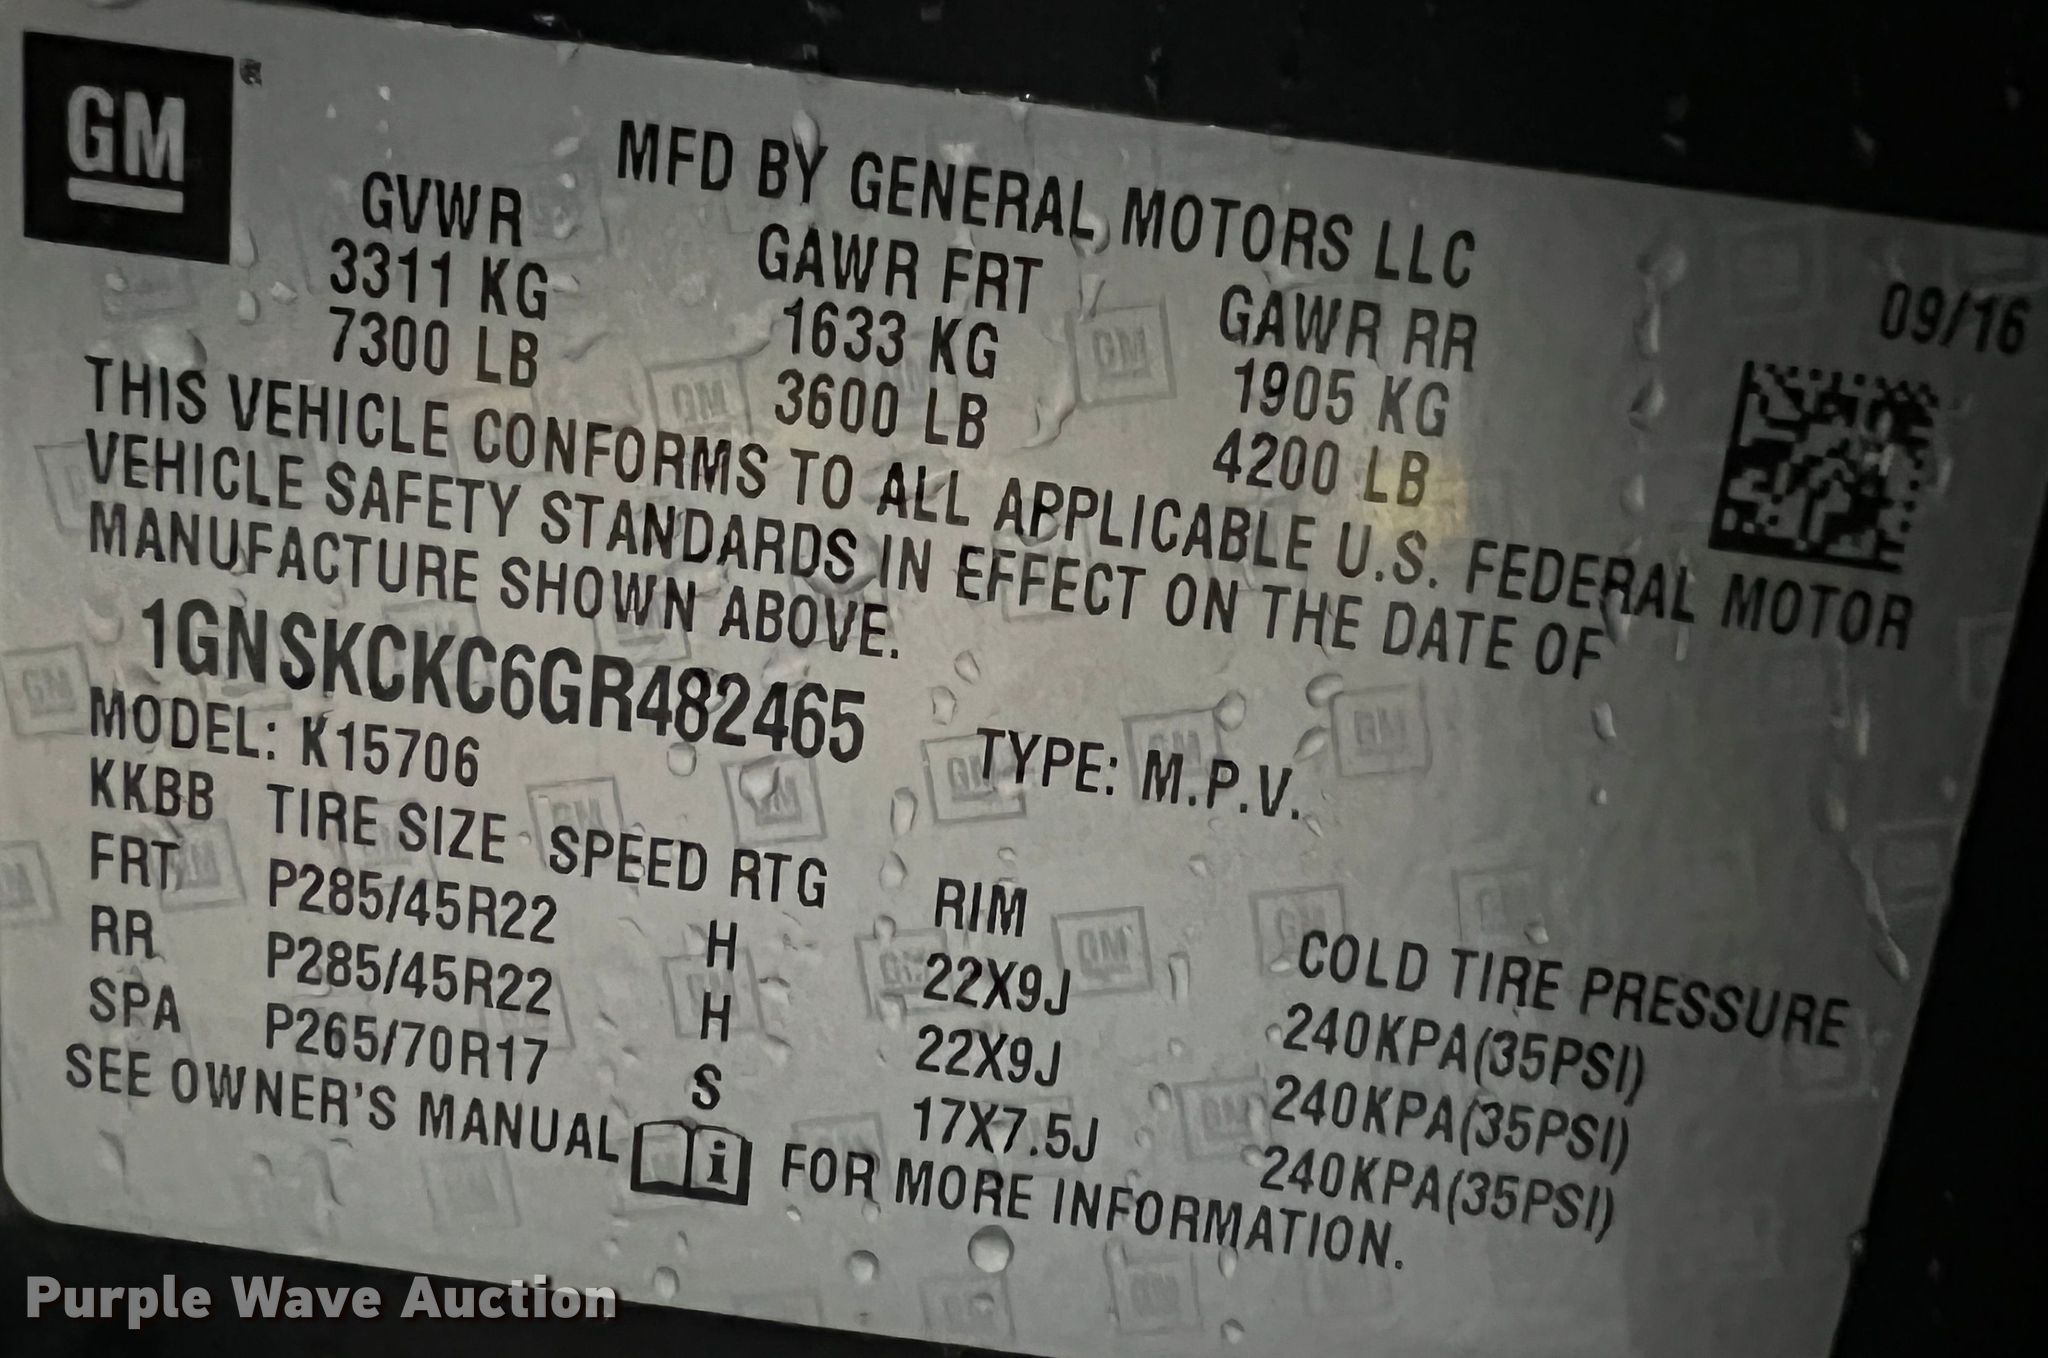 GM
MFD BY GENERAL MOTORS LLC
GVWR GAWR FRT GAWR RR 09/16
3311 KG 1633 KG 1905 KG
7300 LB 3600 LB 4200 LB
THIS VEHICLE CONFORMS TO ALL APPLICABLE U.S. FEDERAL MOTOR
VEHICLE SAFETY STANDARDS IN EFFECT ON THE DATE OF
MANUFACTURE SHOWN ABOVE.
1GNSKCKC6GR482465 TYPE: M.P.V.
MODEL: K15706
KKBB TIRE SIZE SPEED RTG RIM COLD TIRE PRESSURE
FRT P285/45R22 H 22X9J 240KPA(35PSI)
RR P285/45R22 H 22X9J 240KPA(35PSI)
SPA P265/70R17 S 17X7.5J 240KPA(35PSI)
SEE OWNER'S MANUAL i FOR MORE INFORMATION.
Purple Wave Auction